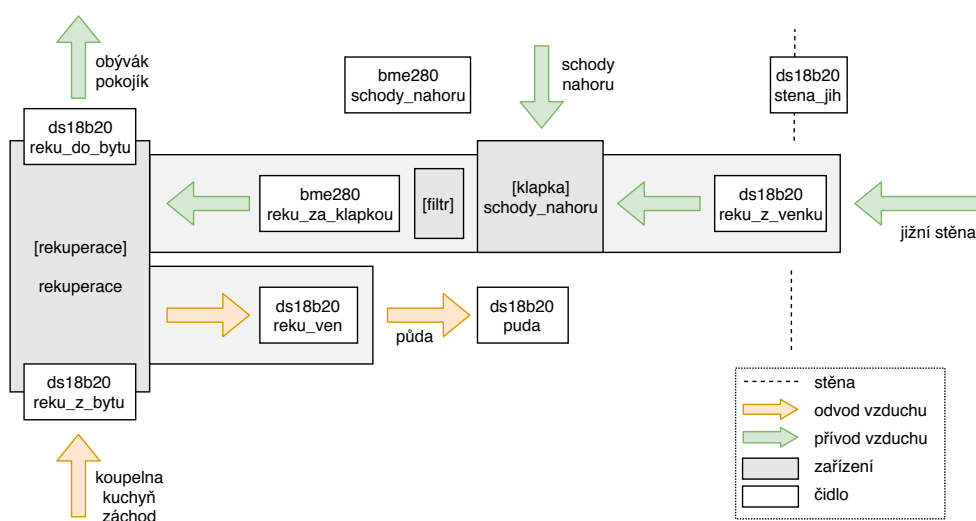 obývák
pokojík
bme280
schody_nahoru
schody
nahoru
ds18b20
stena_jih
ds18b20
reku_do_bytu
bme280
reku_za_klapkou
[filtr]
[klapka]
schody_nahoru
ds18b20
reku_z_venku
jižní stěna
[rekuperace]
rekuperace
ds18b20
reku_ven
půda
ds18b20
puda
ds18b20
reku_z_bytu
koupelna
kuchyň
záchod
stěna
odvod vzduchu
přívod vzduchu
zařízení
čidlo